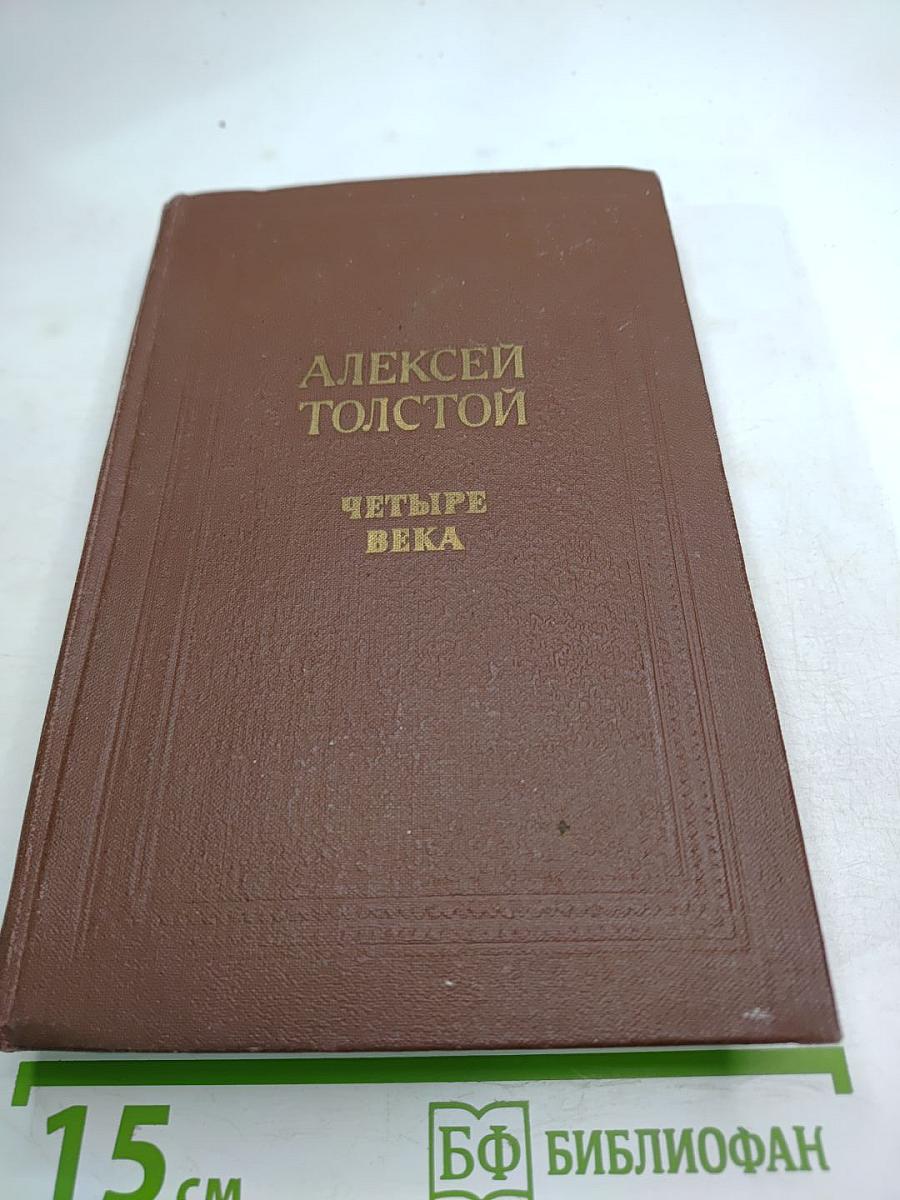 АЛЕКСЕЙ
ТОЛСТОЙ
ЧЕТЫРЕ
ВЕКА
15 см
БФ БИБЛИОФАН